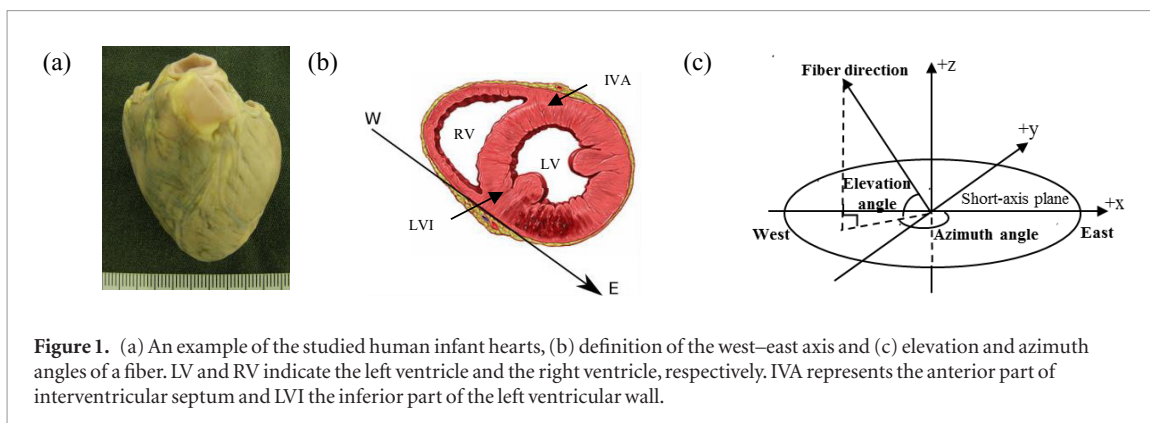 (a)
(b)
(c)
IVA
W
RV
LV
LVI
E
+z
Fiber direction
+y
Elevation
angle
Short-axis plane
+x
West
Azimuth angle
East
Figure 1. (a) An example of the studied human infant hearts, (b) definition of the west–east axis and (c) elevation and azimuth
angles of a fiber. LV and RV indicate the left ventricle and the right ventricle, respectively. IVA represents the anterior part of
interventricular septum and LVI the inferior part of the left ventricular wall.